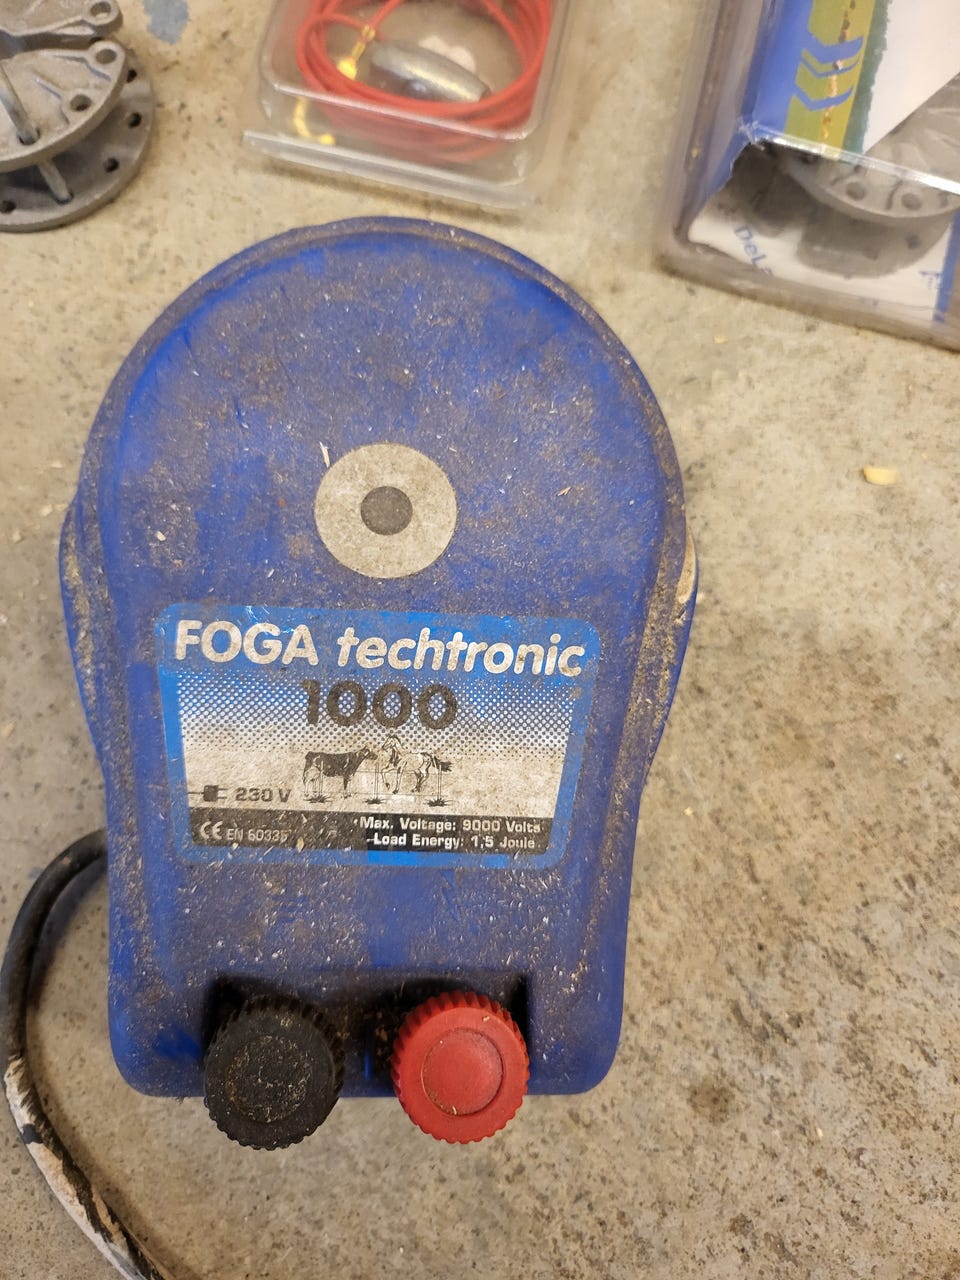 FOGA techtronic
1000
230 V
CE EN 60335
Max. Voltage: 9000 Volts
Load Energy: 1,5 Joule